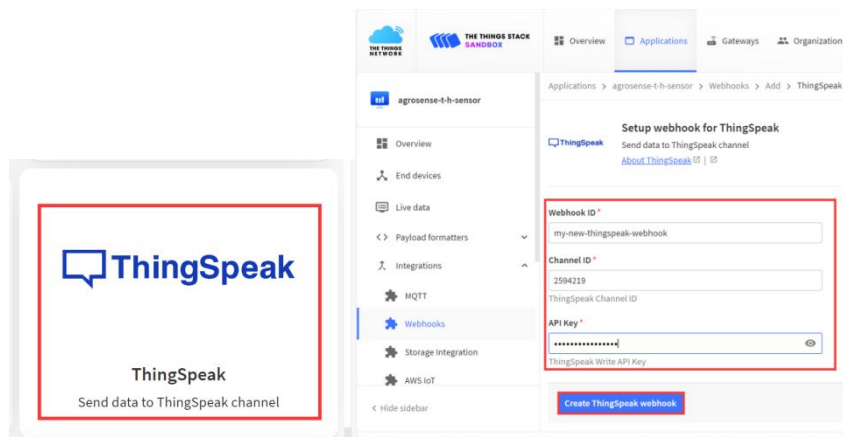 ThingSpeak
ThingSpeak
Send data to ThingSpeak channel
THE THINGS
NETWORK
THE THINGS STACK
SANDBOX
Overview
Applications
Gateways
Organization
agrosense-t-h-sensor
Overview
End devices
Live data
Payload formatters
Integrations
MQTT
Webhooks
Storage Integration
AWS IoT
< Hide sidebar
Applications > agrosense-t-h-sensor > Webhooks > Add > ThingSpeak
ThingSpeak
Setup webhook for ThingSpeak
Send data to ThingSpeak channel
About ThingSpeak |
Webhook ID *
my-new-thingspeak-webhook
Channel ID *
2594219
ThingSpeak Channel ID
API Key *
••••••••••••••••
ThingSpeak Write API Key
Create ThingSpeak webhook